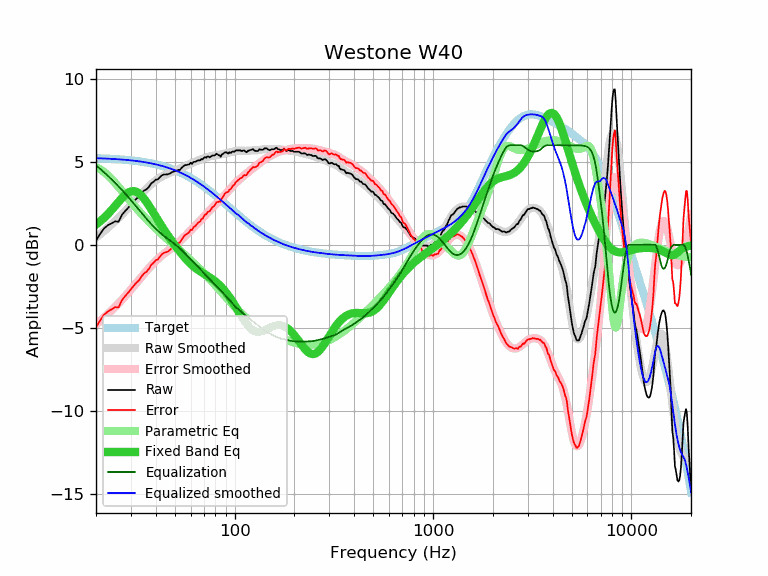 Westone W40
10
5
0
−5
−10
−15
Amplitude (dBr)
Target
Raw Smoothed
Error Smoothed
Raw
Error
Parametric Eq
Fixed Band Eq
Equalization
Equalized smoothed
100
1000
10000
Frequency (Hz)